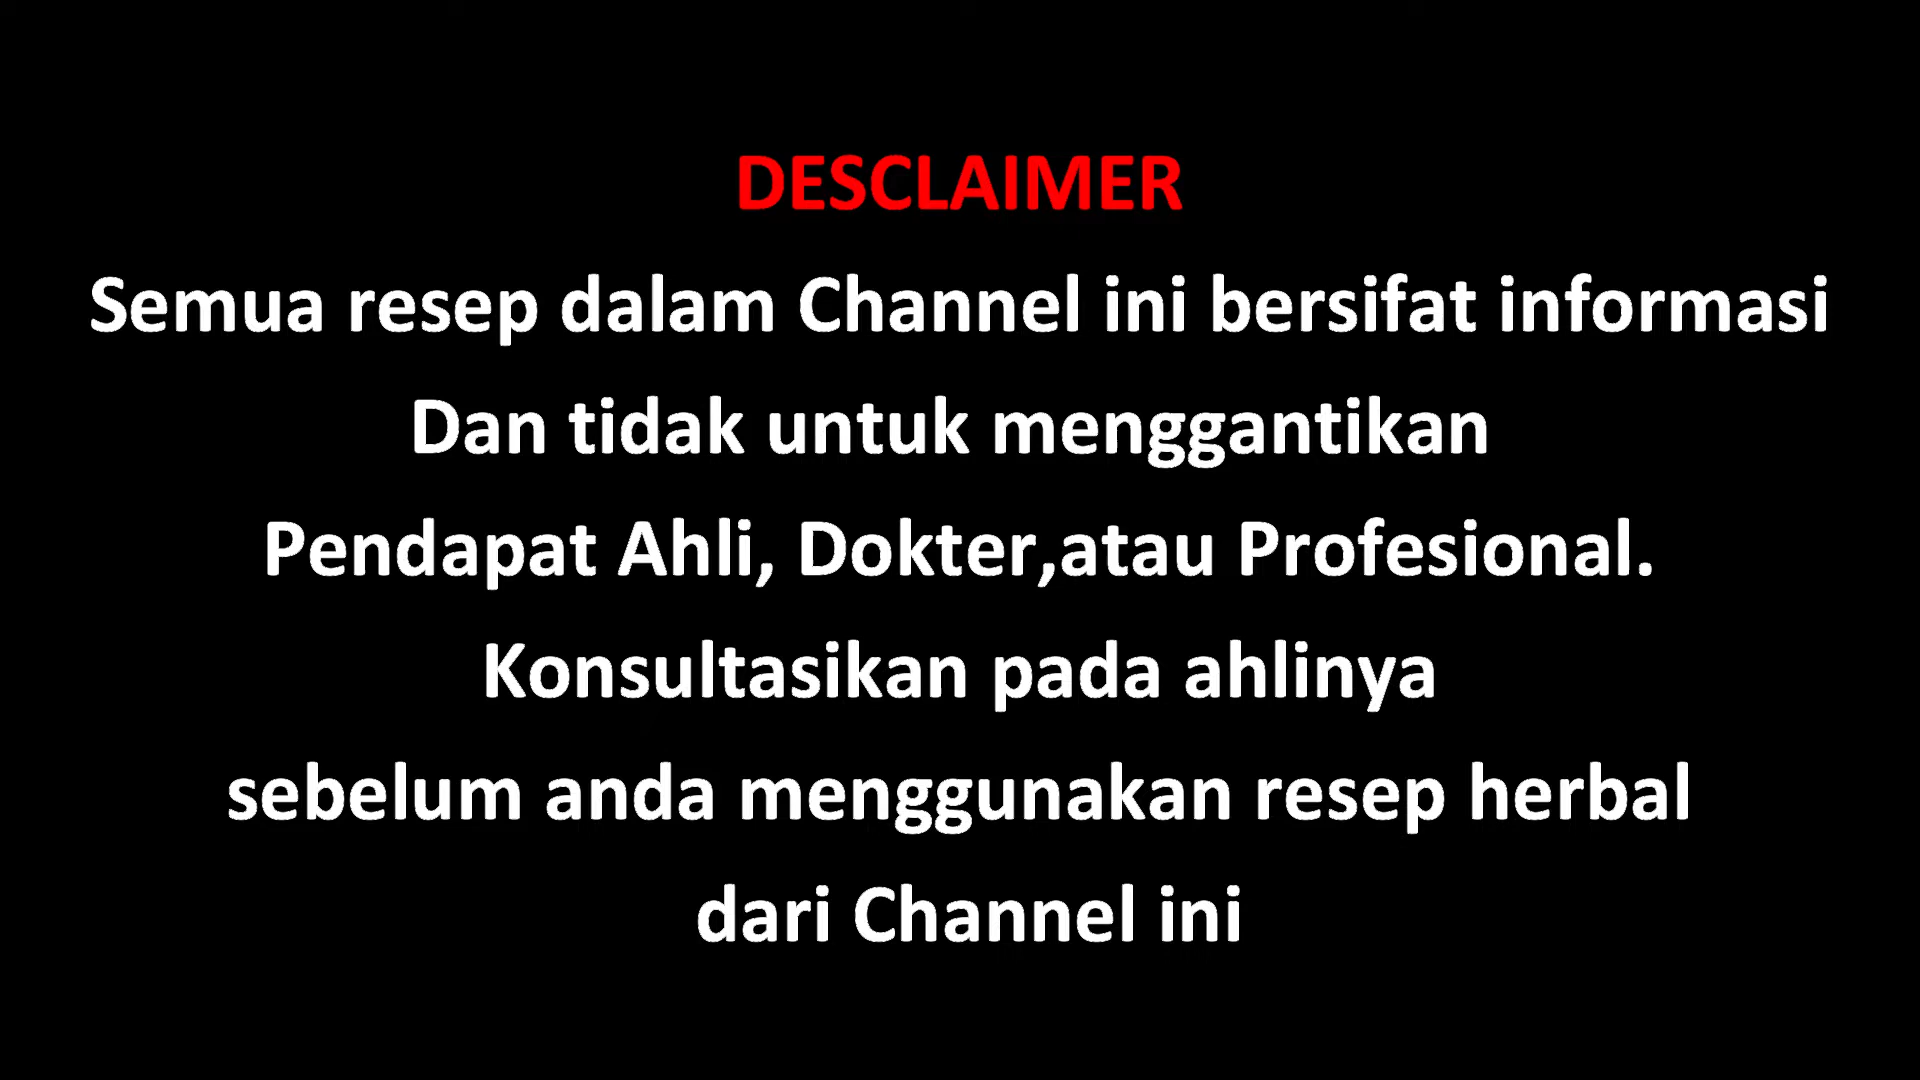 DESCLAIMER
Semua resep dalam Channel ini bersifat informasi
Dan tidak untuk menggantikan
Pendapat Ahli, Dokter,atau Profesional.
Konsultasikan pada ahlinya
sebelum anda menggunakan resep herbal
dari Channel ini